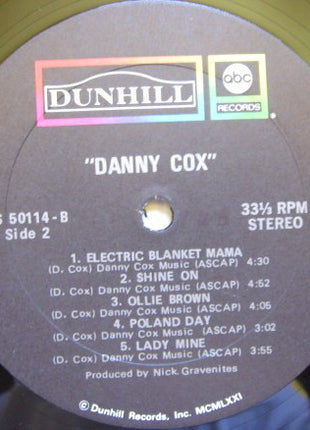 DUNHILL
abc
RECORDS
"DANNY COX"
S 50114-B
Side 2
33⅓ RPM
STEREO
1. ELECTRIC BLANKET MAMA
(D. Cox) Danny Cox Music (ASCAP) 4:30
2. SHINE ON
(D. Cox) Danny Cox Music (ASCAP) 4:52
3. OLLIE BROWN
(D. Cox) Danny Cox Music (ASCAP) 4:05
4. POLAND DAY
(D. Cox) Danny Cox Music (ASCAP) 3:02
5. LADY MINE
(D. Cox) Danny Cox Music (ASCAP) 3:55
Produced by Nick Gravenites
© Dunhill Records, Inc. MCMLXXI